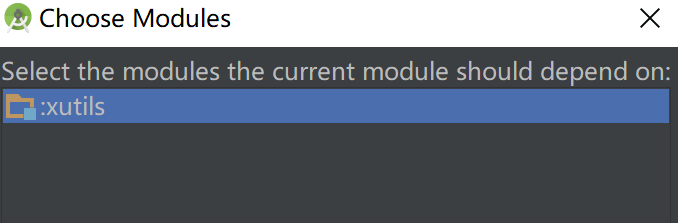 Choose Modules
Select the modules the current module should depend on:
:xutils